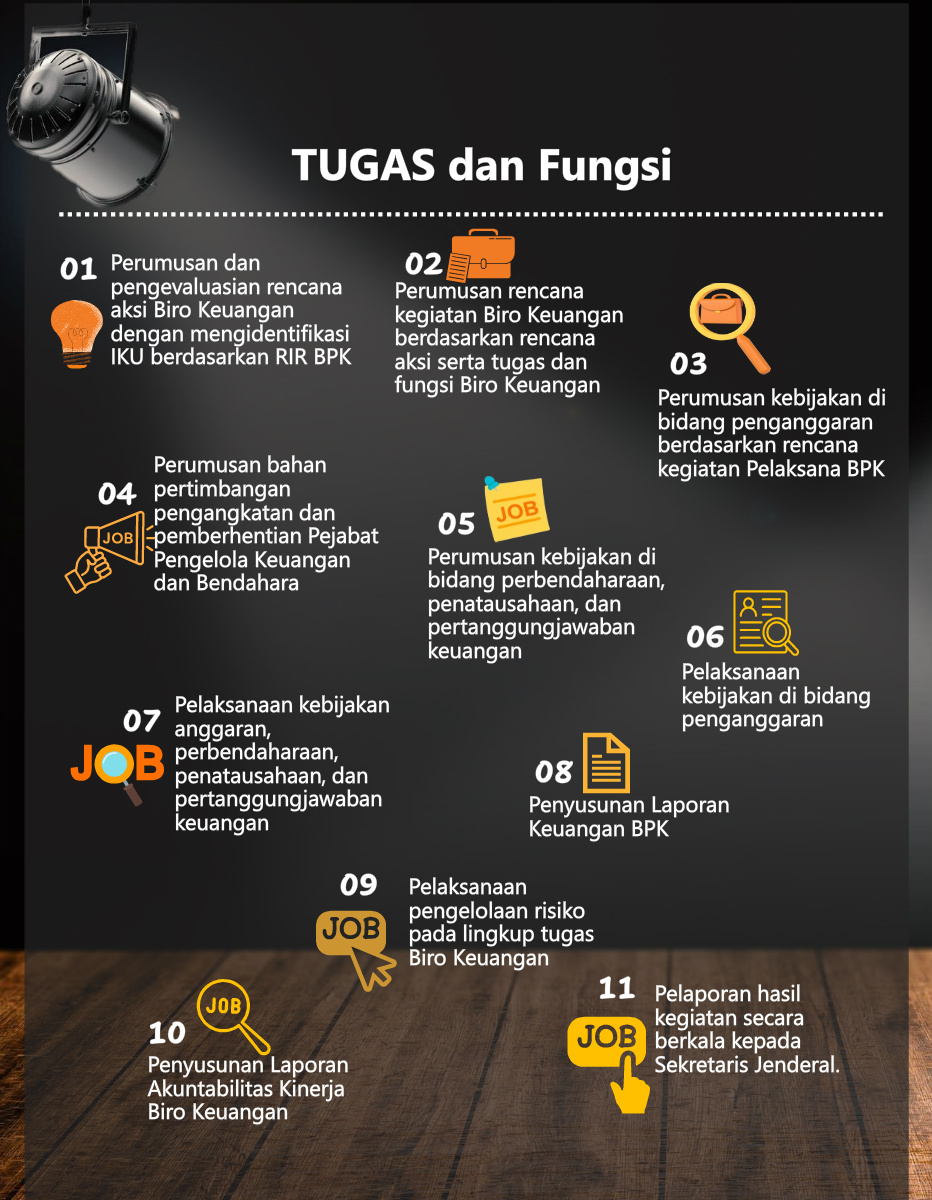 TUGAS dan Fungsi
01
Perumusan dan
pengevaluasian rencana
aksi Biro Keuangan
dengan mengidentifikasi
IKU berdasarkan RIR BPK
02
Perumusan rencana
kegiatan Biro Keuangan
berdasarkan rencana
aksi serta tugas dan
fungsi Biro Keuangan
03
Perumusan kebijakan di
bidang penganggaran
berdasarkan rencana
kegiatan Pelaksana BPK
04
JOB
Perumusan bahan
pertimbangan
pengangkatan dan
pemberhentian Pejabat
Pengelola Keuangan
dan Bendahara
05
JOB
Perumusan kebijakan di
bidang perbendaharaan,
penatausahaan, dan
pertanggungjawaban
keuangan
06
Pelaksanaan
kebijakan di bidang
penganggaran
07
JOB
Pelaksanaan kebijakan
anggaran,
perbendaharaan,
penatausahaan, dan
pertanggungjawaban
keuangan
08
Penyusunan Laporan
Keuangan BPK
09
JOB
Pelaksanaan
pengelolaan risiko
pada lingkup tugas
Biro Keuangan
10
JOB
Penyusunan Laporan
Akuntabilitas Kinerja
Biro Keuangan
11
JOB
Pelaporan hasil
kegiatan secara
berkala kepada
Sekretaris Jenderal.